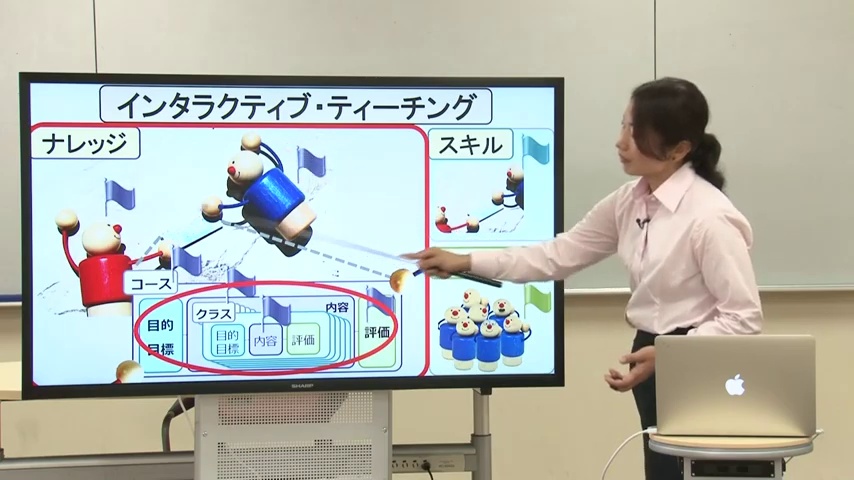 インタラクティブ・ティーチング
ナレッジ
スキル
コース
目的
目標
クラス
内容
目的
目標
内容
評価
評価
SHARP